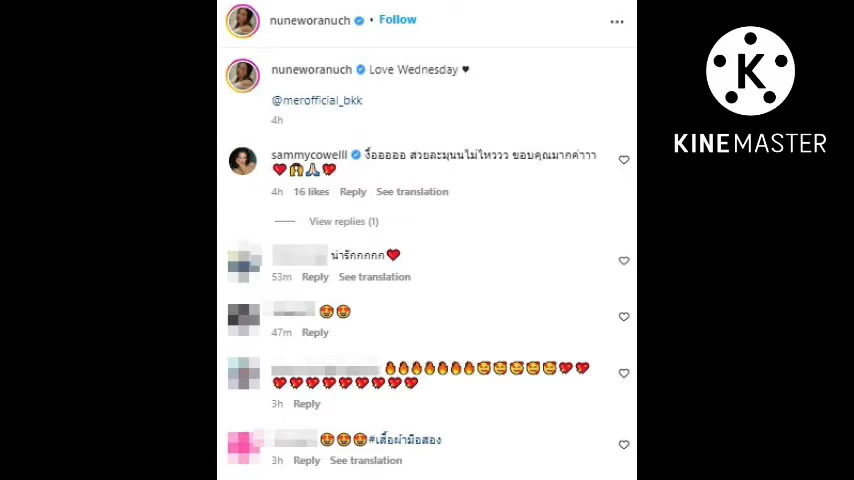 nuneworanuch • Follow
nuneworanuch Love Wednesday ♥
@merofficial_bkk
4h
sammycowelll งื้อออออ สวยละมุนนไม่ไหววว ขอบคุณมากค่าาา
❤️🙌🙏💖
4h 16 likes Reply See translation
View replies (1)
น่ารักกกกก❤️
53m Reply See translation
😍😍
47m Reply
🔥🔥🔥🔥🔥🔥🔥🥰🥰🥰🥰🥰💖💖
💖💖💖💖💖💖💖💖💖
3h Reply
😍😍😍#เสื้อผ้ามือสอง
3h Reply See translation
K
KINEMASTER